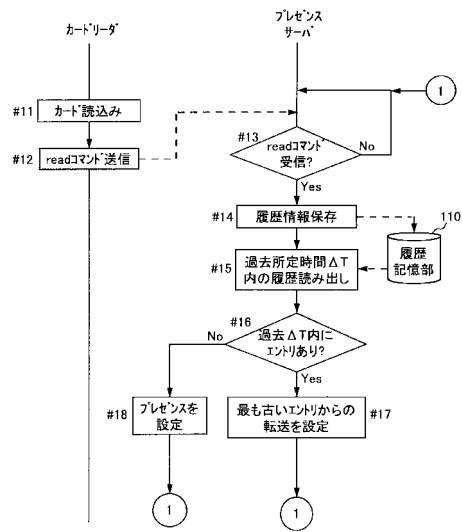 カードリーダ
プレゼンス
サーバ
1
#11
カード読込み
#12
readコマンド送信
#13
readコマンド
受信?
No
Yes
#14
履歴情報保存
110
履歴
記憶部
#15
過去所定時間ΔT
内の履歴読み出し
#16
過去ΔT内に
エントリあり?
No
Yes
#18
プレゼンスを
設定
最も古いエントリからの
転送を設定
#17
1
1